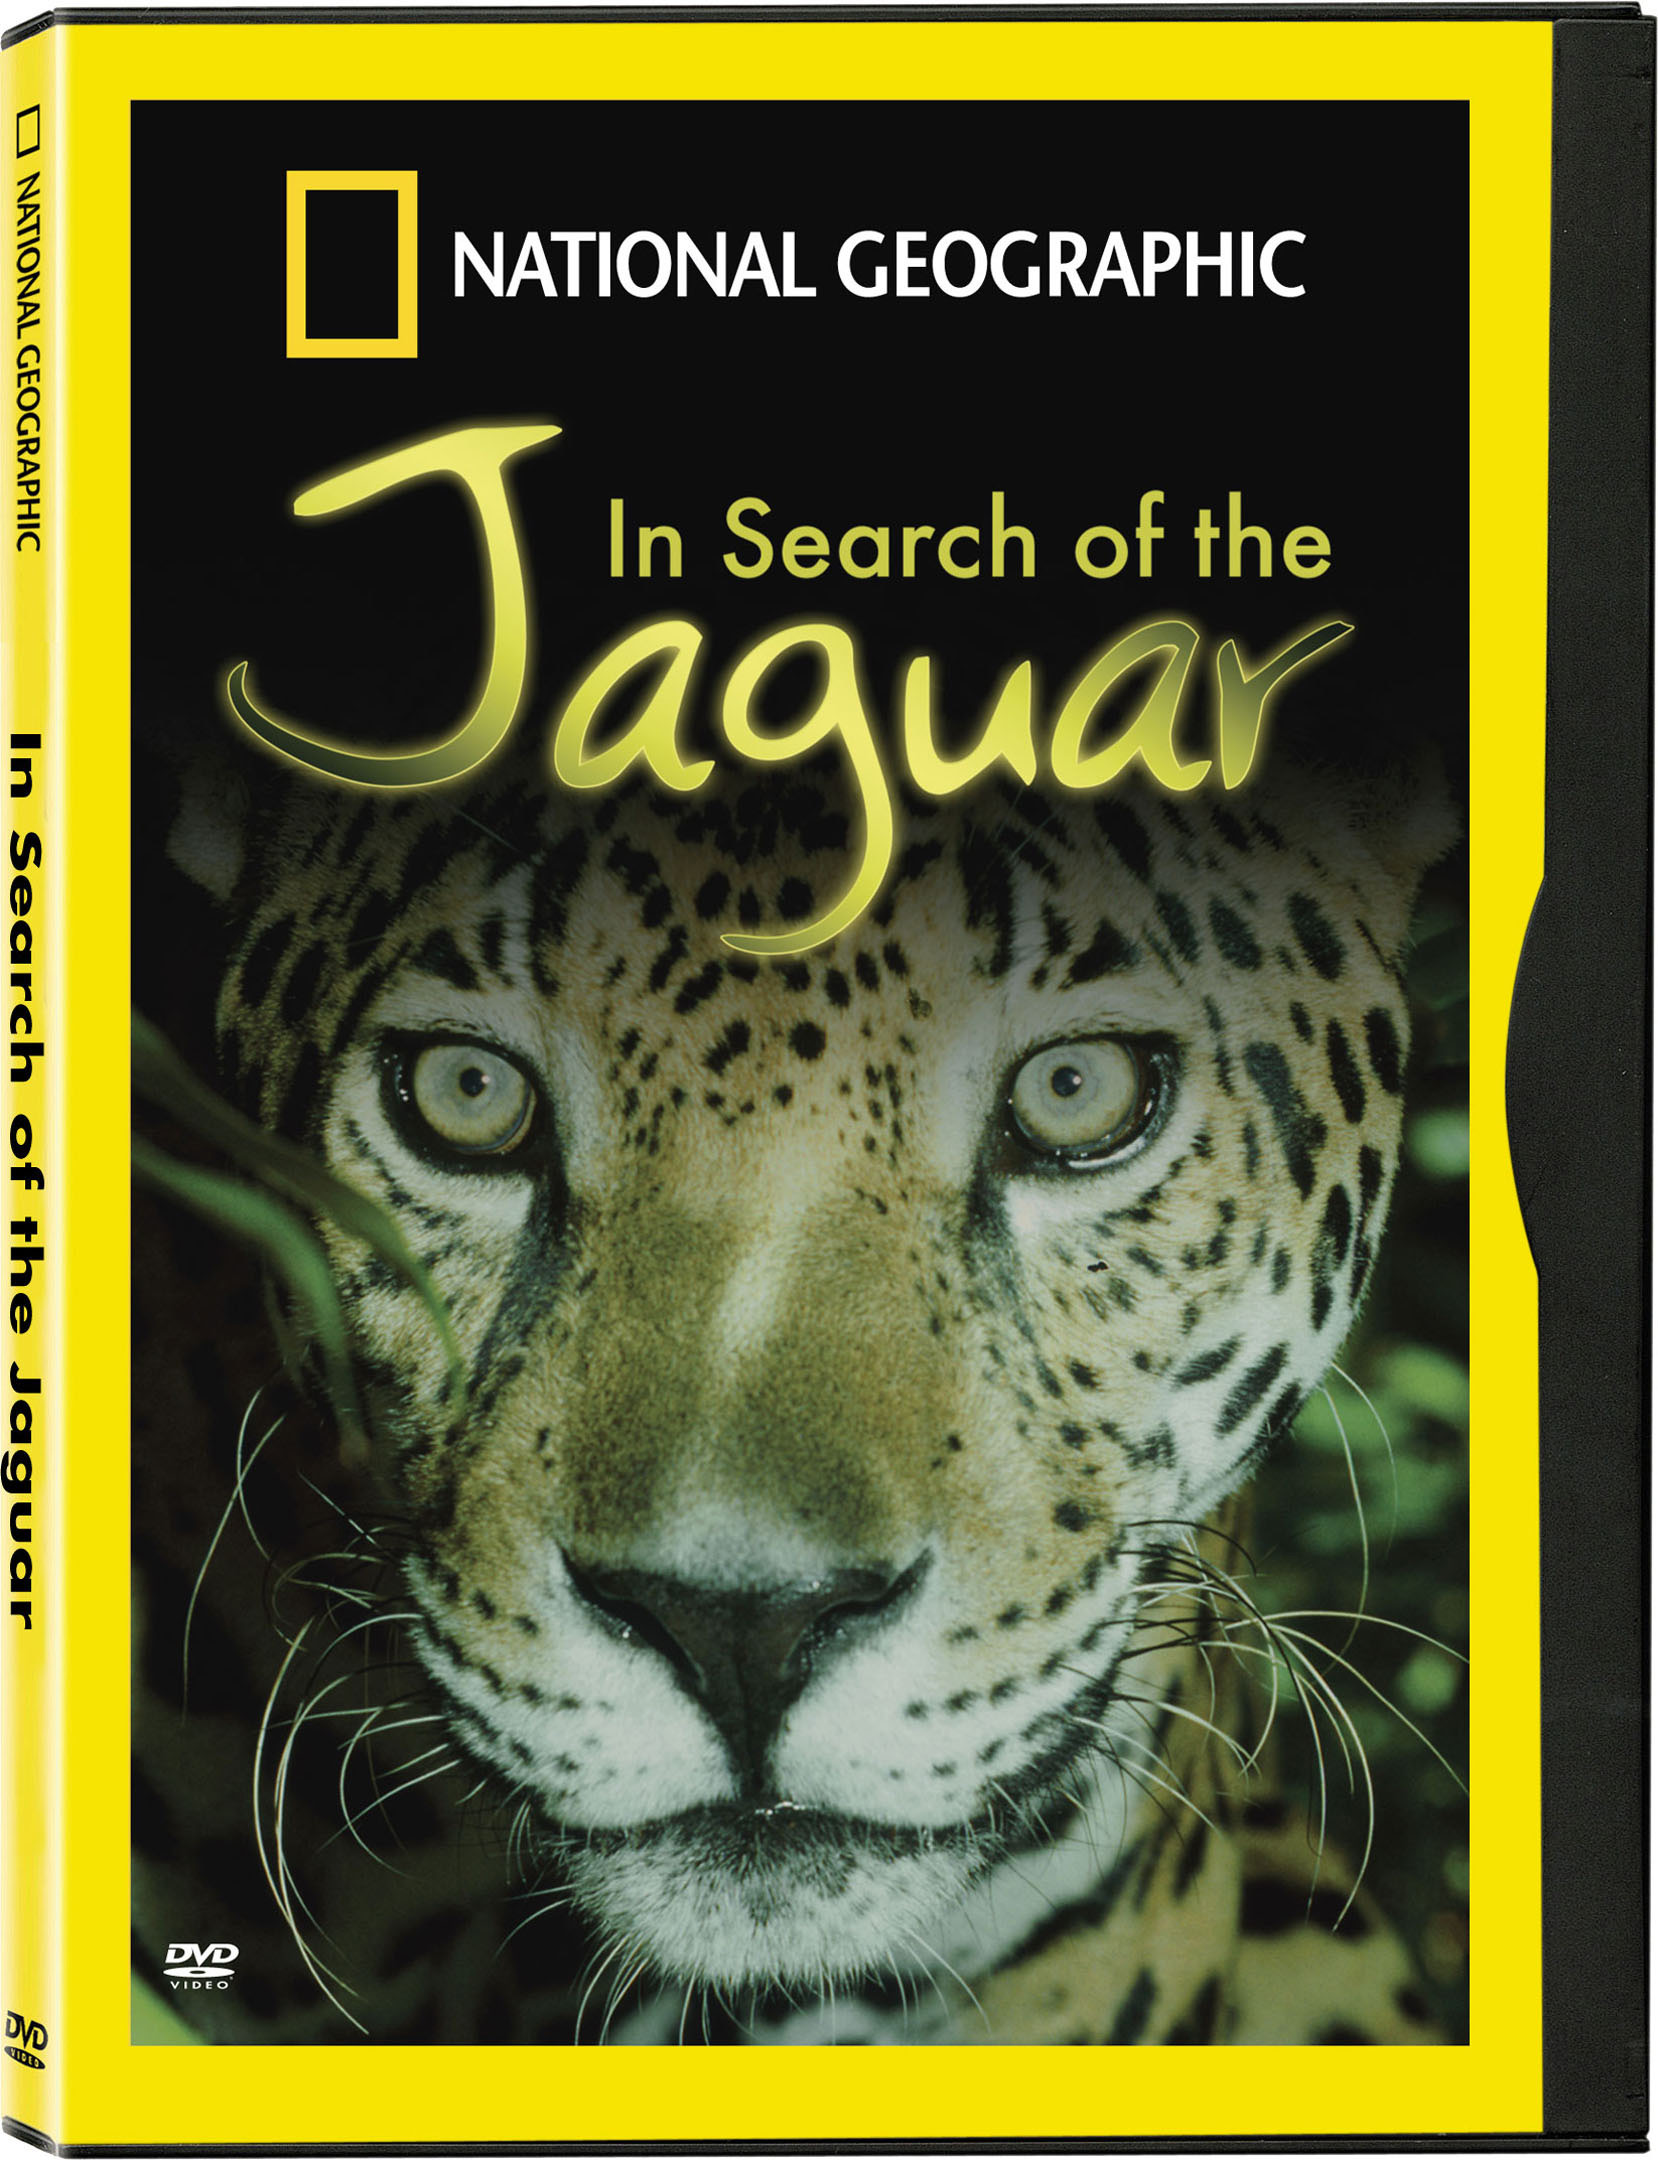 NATIONAL GEOGRAPHIC
In Search of the
Jaguar
DVD
VIDEO
NATIONAL GEOGRAPHIC
In Search of the Jaguar
DVD
VIDEO